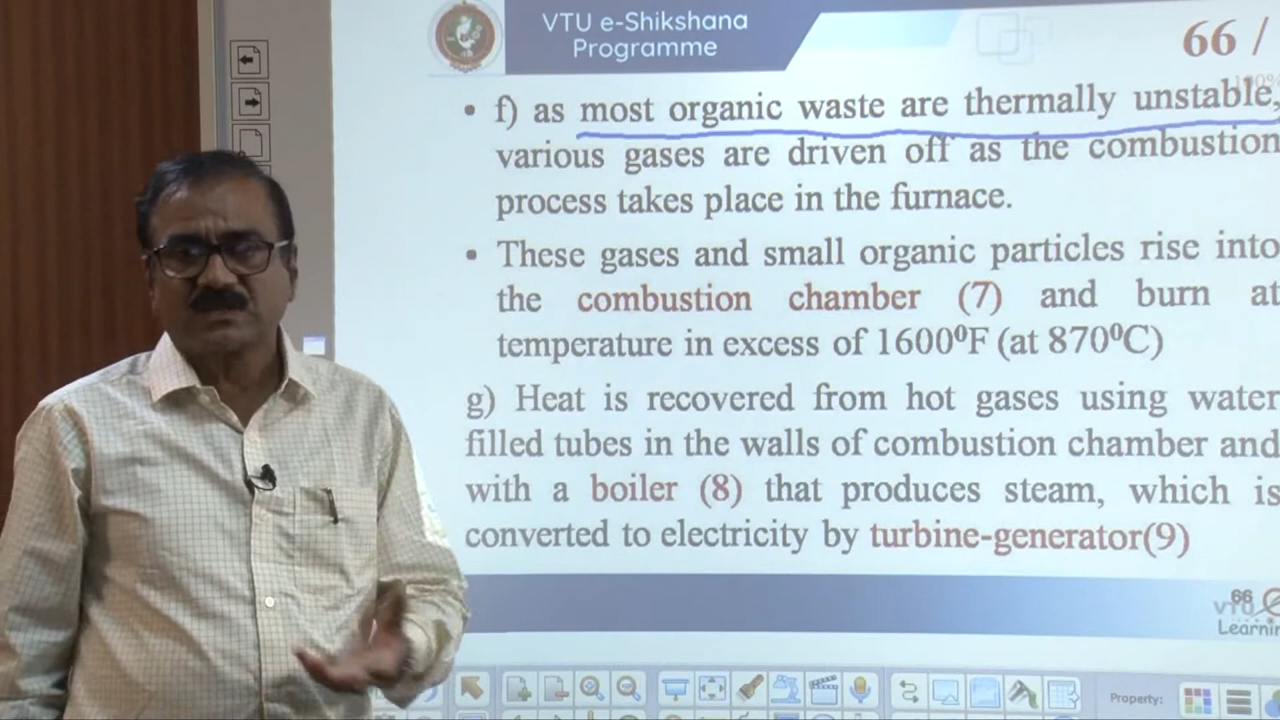 VTU e-Shikshana
Programme
66 /
100%
• f) as most organic waste are thermally unstable,
various gases are driven off as the combustion
process takes place in the furnace.
• These gases and small organic particles rise into
the combustion chamber (7) and burn at
temperature in excess of 1600⁰F (at 870⁰C)
g) Heat is recovered from hot gases using water
filled tubes in the walls of combustion chamber and
with a boiler (8) that produces steam, which is
converted to electricity by turbine-generator(9)
66
VTU
Learnin
Property: